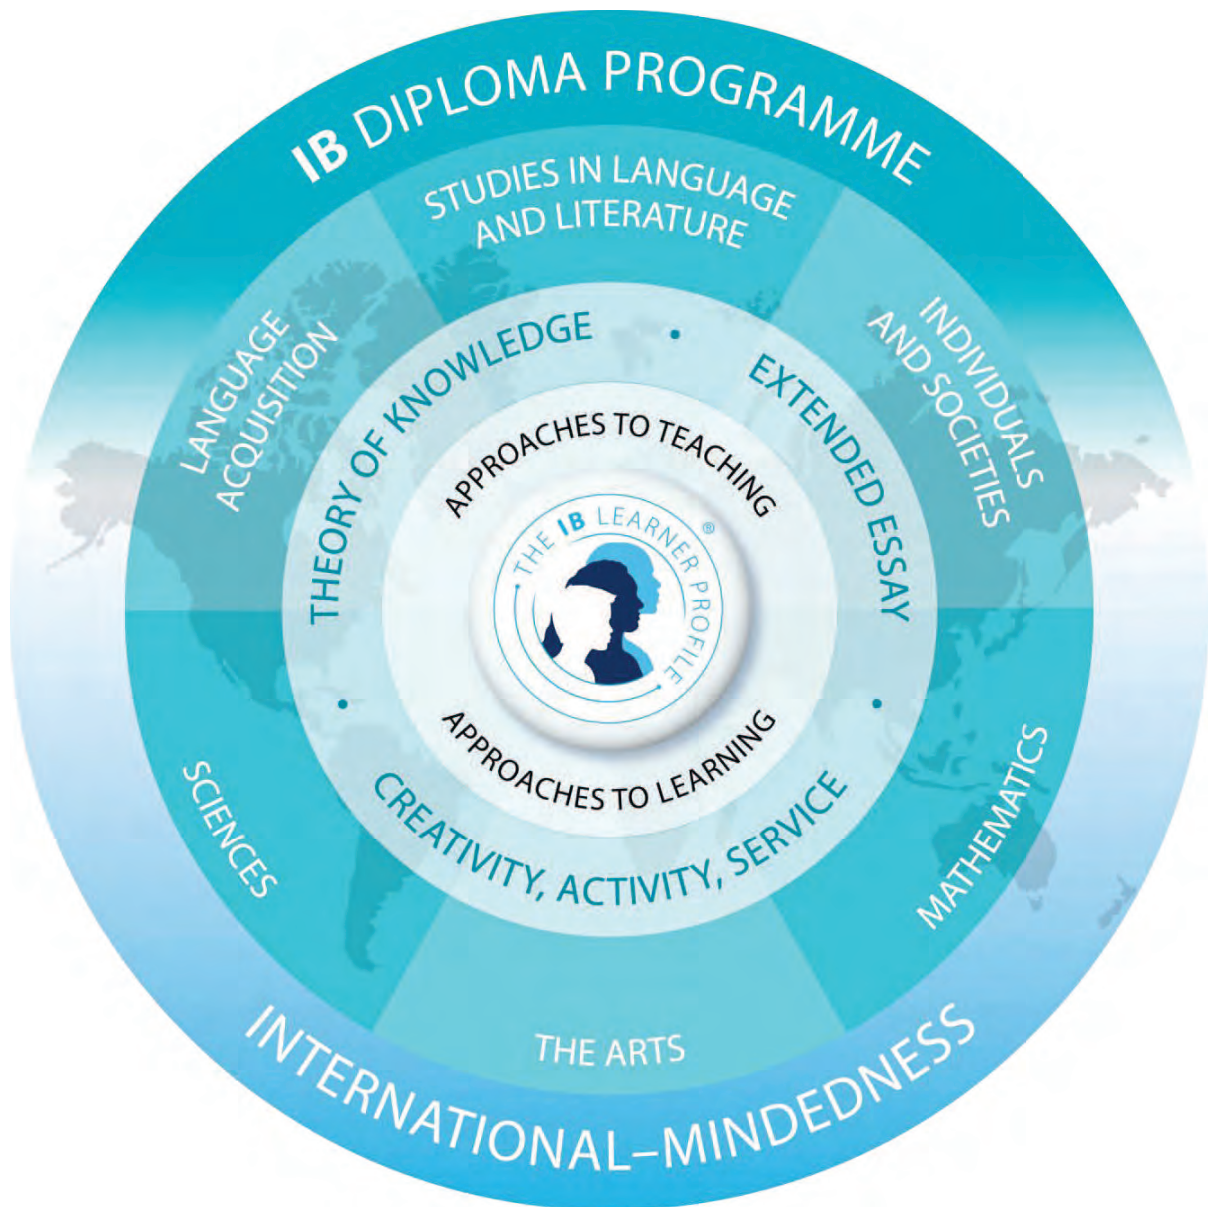 IB DIPLOMA PROGRAMME
STUDIES IN LANGUAGE
AND LITERATURE
LANGUAGE
ACQUISITION
INDIVIDUALS
AND SOCIETIES
THEORY OF KNOWLEDGE
•
EXTENDED ESSAY
APPROACHES TO TEACHING
• THE IB LEARNER PROFILE •
®
APPROACHES TO LEARNING
•
CREATIVITY, ACTIVITY, SERVICE
•
SCIENCES
MATHEMATICS
THE ARTS
INTERNATIONAL–MINDEDNESS